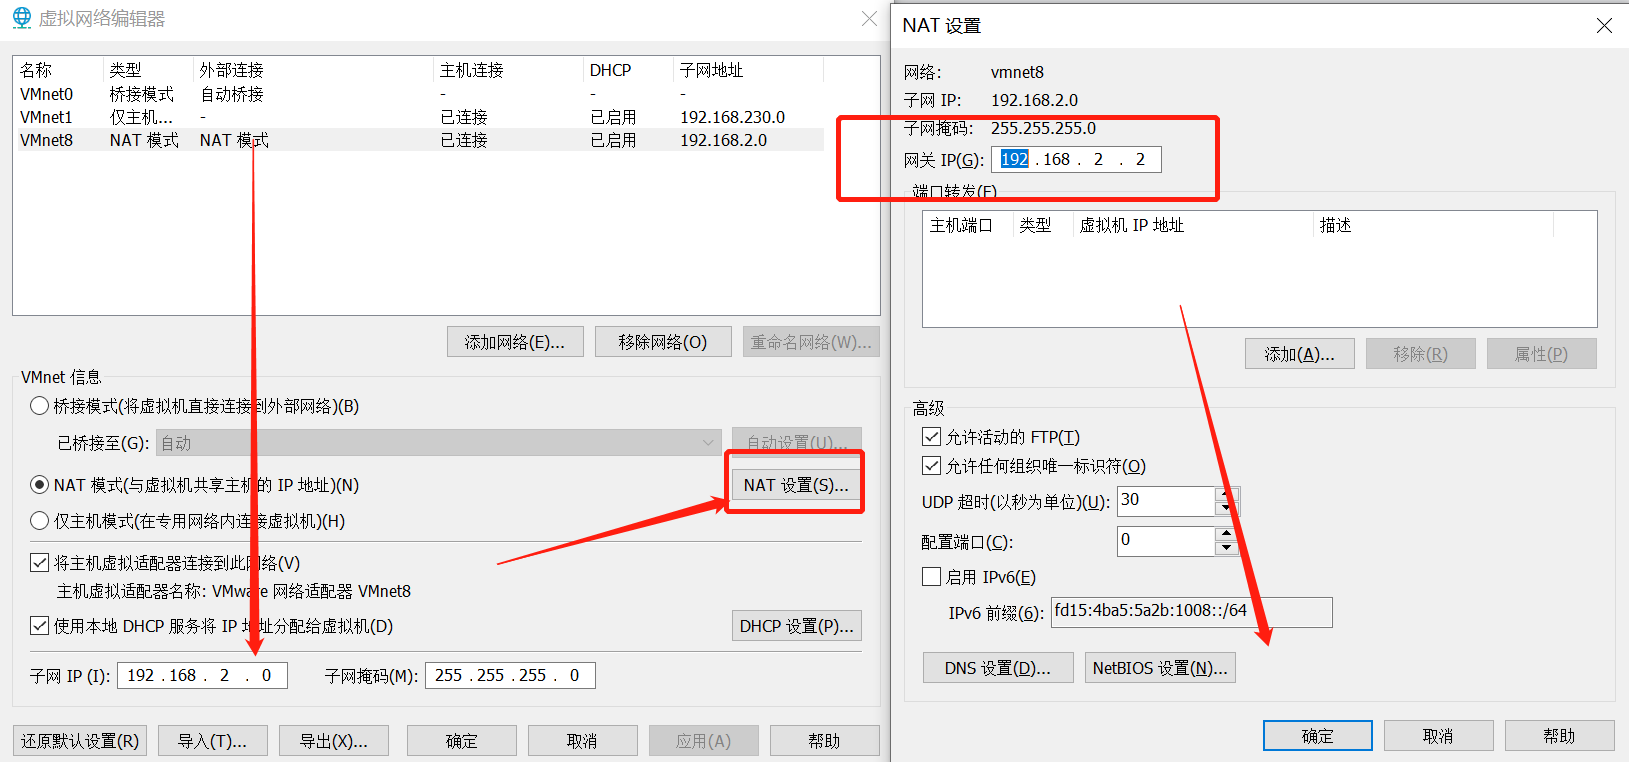 虚拟网络编辑器
名称 类型 外部连接 主机连接 DHCP 子网地址
VMnet0 桥接模式 自动桥接 - - -
VMnet1 仅主机... - 已连接 已启用 192.168.230.0
VMnet8 NAT 模式 NAT 模式 已连接 已启用 192.168.2.0
添加网络(E)... 移除网络(O) 重命名网络(W)...
VMnet 信息
桥接模式(将虚拟机直接连接到外部网络)(B)
已桥接至(G): 自动 自动设置(U)...
NAT 模式(与虚拟机共享主机的 IP 地址)(N) NAT 设置(S)...
仅主机模式(在专用网络内连接虚拟机)(H)
将主机虚拟适配器连接到此网络(V)
主机虚拟适配器名称: VMware 网络适配器 VMnet8
使用本地 DHCP 服务将 IP 地址分配给虚拟机(D) DHCP 设置(P)...
子网 IP (I): 192 . 168 . 2 . 0 子网掩码(M): 255 . 255 . 255 . 0
还原默认设置(R) 导入(T)... 导出(X)... 确定 取消 应用(A) 帮助
NAT 设置
网络: vmnet8
子网 IP: 192.168.2.0
子网掩码: 255.255.255.0
网关 IP(G): 192 . 168 . 2 . 2
端口转发(F)
主机端口 类型 虚拟机 IP 地址 描述
添加(A)... 移除(R) 属性(P)
高级
允许活动的 FTP(T)
允许任何组织唯一标识符(O)
UDP 超时(以秒为单位)(U): 30
配置端口(C): 0
启用 IPv6(E)
IPv6 前缀(6): fd15:4ba5:5a2b:1008::/64
DNS 设置(D)... NetBIOS 设置(N)...
确定 取消 帮助